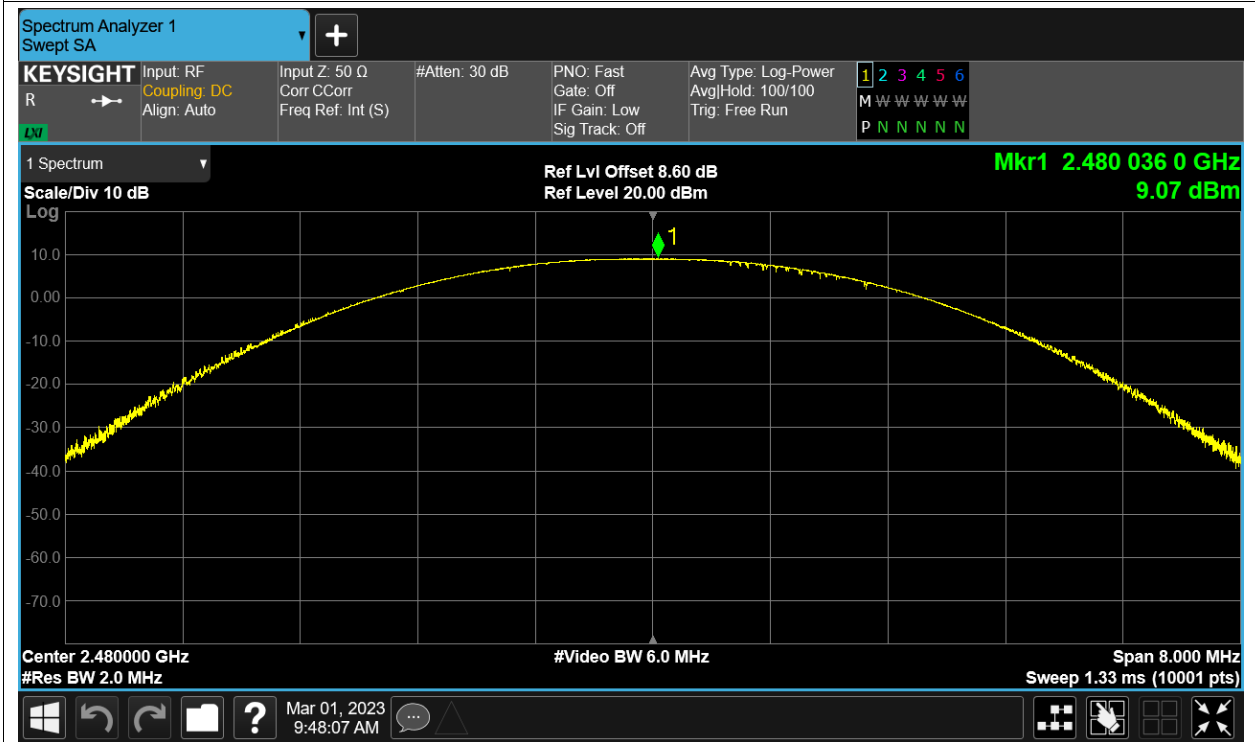 Spectrum Analyzer 1
Swept SA
KEYSIGHT
R
LXI
Input: RF
Coupling: DC
Align: Auto
Input Z: 50 Ω
Corr CCorr
Freq Ref: Int (S)
#Atten: 30 dB
PNO: Fast
Gate: Off
IF Gain: Low
Sig Track: Off
Avg Type: Log-Power
Avg|Hold: 100/100
Trig: Free Run
1 2 3 4 5 6
M W W W W W
P N N N N N
1 Spectrum
Scale/Div 10 dB
Log
Ref Lvl Offset 8.60 dB
Ref Level 20.00 dBm
Mkr1 2.480 036 0 GHz
9.07 dBm
1
10.0
0.00
-10.0
-20.0
-30.0
-40.0
-50.0
-60.0
-70.0
Center 2.480000 GHz
#Res BW 2.0 MHz
#Video BW 6.0 MHz
Span 8.000 MHz
Sweep 1.33 ms (10001 pts)
?
Mar 01, 2023
9:48:07 AM